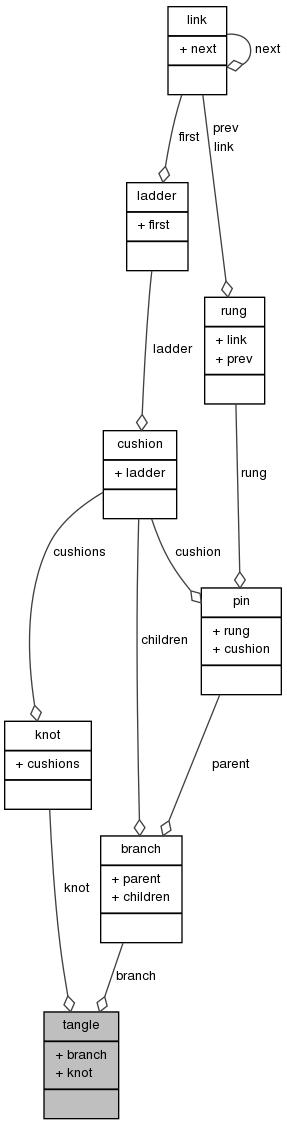 link
+ next
next
prev
link
first
ladder
+ first
rung
+ link
+ prev
ladder
cushion
+ ladder
rung
cushions
cushion
pin
+ rung
+ cushion
children
knot
+ cushions
parent
branch
+ parent
+ children
knot
branch
tangle
+ branch
+ knot